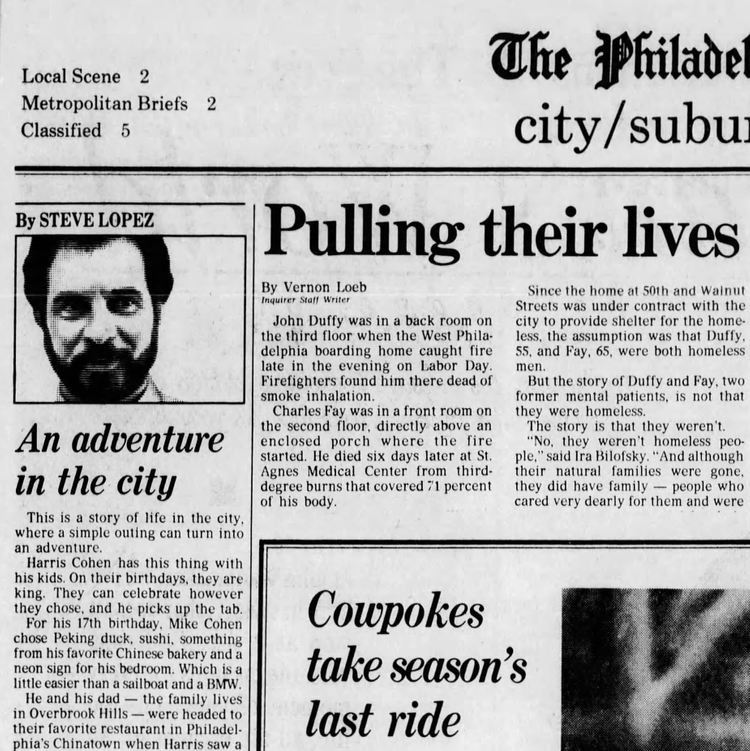 Local Scene 2
Metropolitan Briefs 2
Classified 5
The Philadel
city/subur
By STEVE LOPEZ
An adventure
in the city
This is a story of life in the city,
where a simple outing can turn into
an adventure.
Harris Cohen has this thing with
his kids. On their birthdays, they are
king. They can celebrate however
they chose, and he picks up the tab.
For his 17th birthday, Mike Cohen
chose Peking duck, sushi, something
from his favorite Chinese bakery and a
neon sign for his bedroom. Which is a
little easier than a sailboat and a BMW.
He and his dad — the family lives
in Overbrook Hills — were headed to
their favorite restaurant in Philadel-
phia's Chinatown when Harris saw a
Pulling their lives
By Vernon Loeb
Inquirer Staff Writer
John Duffy was in a back room on
the third floor when the West Phila-
delphia boarding home caught fire
late in the evening on Labor Day.
Firefighters found him there dead of
smoke inhalation.
Charles Fay was in a front room on
the second floor, directly above an
enclosed porch where the fire
started. He died six days later at St.
Agnes Medical Center from third-
degree burns that covered 71 percent
of his body.
Since the home at 50th and Walnut
Streets was under contract with the
city to provide shelter for the home-
less, the assumption was that Duffy,
55, and Fay, 65, were both homeless
men.
But the story of Duffy and Fay, two
former mental patients, is not that
they were homeless.
The story is that they weren't.
"No, they weren't homeless peo-
ple," said Ira Bilofsky. "And although
their natural families were gone,
they did have family — people who
cared very dearly for them and were
Cowpokes
take season's
last ride